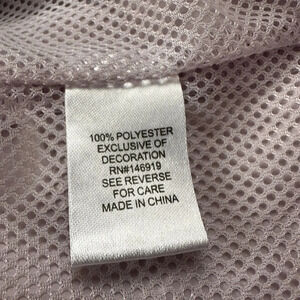 100% POLYESTER
EXCLUSIVE OF
DECORATION
RN#146919
SEE REVERSE
FOR CARE
MADE IN CHINA